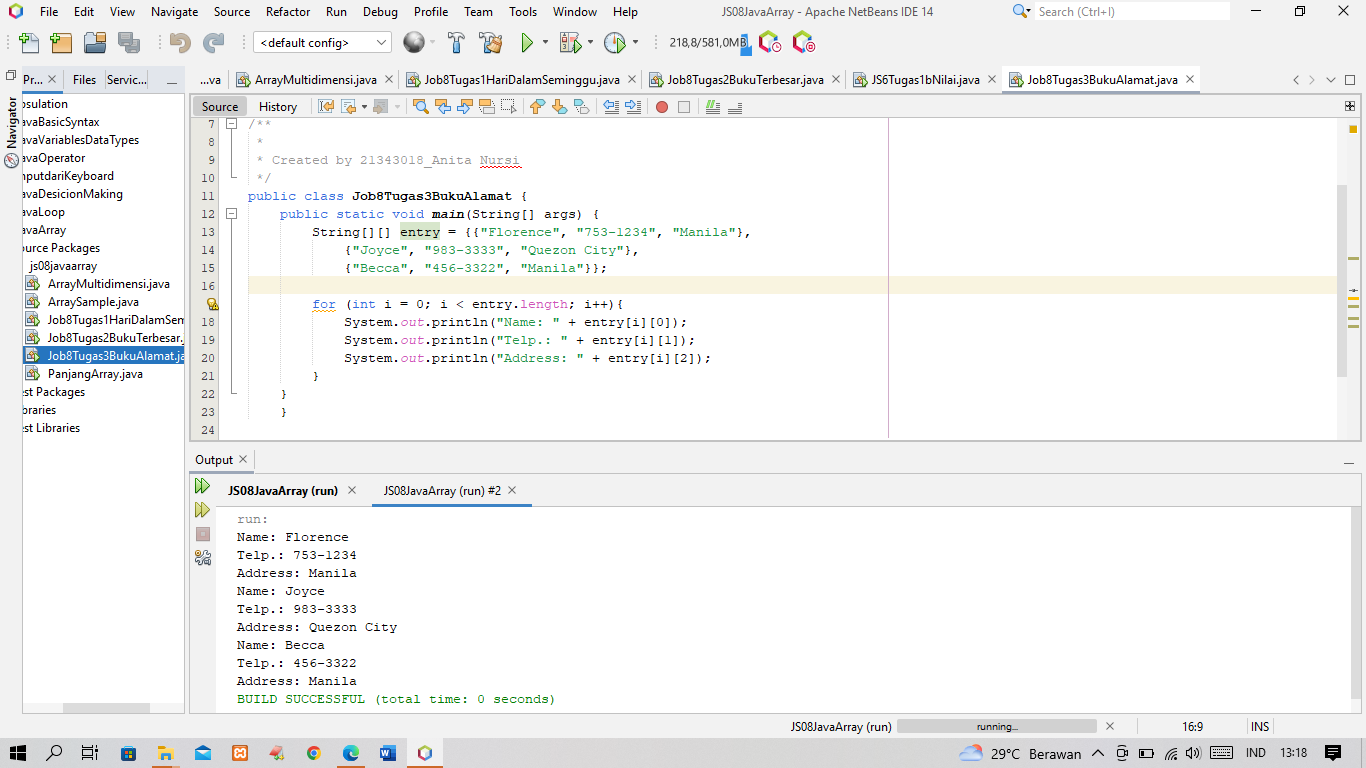 File Edit View Navigate Source Refactor Run Debug Profile Team Tools Window Help
JS08JavaArray - Apache NetBeans IDE 14
Search (Ctrl+I)
<default config>
218,8/581,0MB
Pr... Files Servic...
...va ArrayMultidimensi.java Job8Tugas1HariDalamSeminggu.java Job8Tugas2BukuTerbesar.java JS6Tugas1bNilai.java Job8Tugas3BukuAlamat.java
Navigator
psulation
avaBasicSyntax
avaVariablesDataTypes
avaOperator
nputdariKeyboard
avaDesicionMaking
avaLoop
avaArray
ource Packages
js08javaarray
ArrayMultidimensi.java
ArraySample.java
Job8Tugas1HariDalamSem
Job8Tugas2BukuTerbesar.
Job8Tugas3BukuAlamat.ja
PanjangArray.java
est Packages
ibraries
est Libraries
Source History
7 /**
8 *
9 * Created by 21343018_Anita Nursi
10 */
11 public class Job8Tugas3BukuAlamat {
12 public static void main(String[] args) {
13 String[][] entry = {{"Florence", "753-1234", "Manila"},
14 {"Joyce", "983-3333", "Quezon City"},
15 {"Becca", "456-3322", "Manila"}};
16
for (int i = 0; i < entry.length; i++){
18 System.out.println("Name: " + entry[i][0]);
19 System.out.println("Telp.: " + entry[i][1]);
20 System.out.println("Address: " + entry[i][2]);
21 }
22 }
23 }
24
Output
JS08JavaArray (run) JS08JavaArray (run) #2
run:
Name: Florence
Telp.: 753-1234
Address: Manila
Name: Joyce
Telp.: 983-3333
Address: Quezon City
Name: Becca
Telp.: 456-3322
Address: Manila
BUILD SUCCESSFUL (total time: 0 seconds)
JS08JavaArray (run) running... 16:9 INS
29°C Berawan IND 13:18